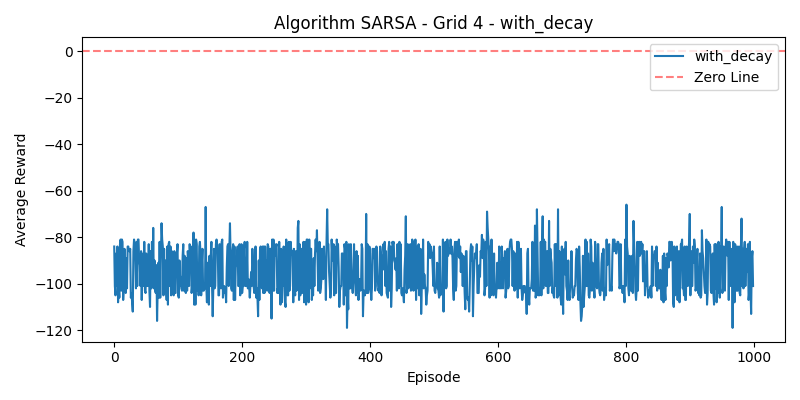 Algorithm SARSA - Grid 4 - with_decay
with_decay
Zero Line
Average Reward
0
−20
−40
−60
−80
−100
−120
0
200
400
600
800
1000
Episode